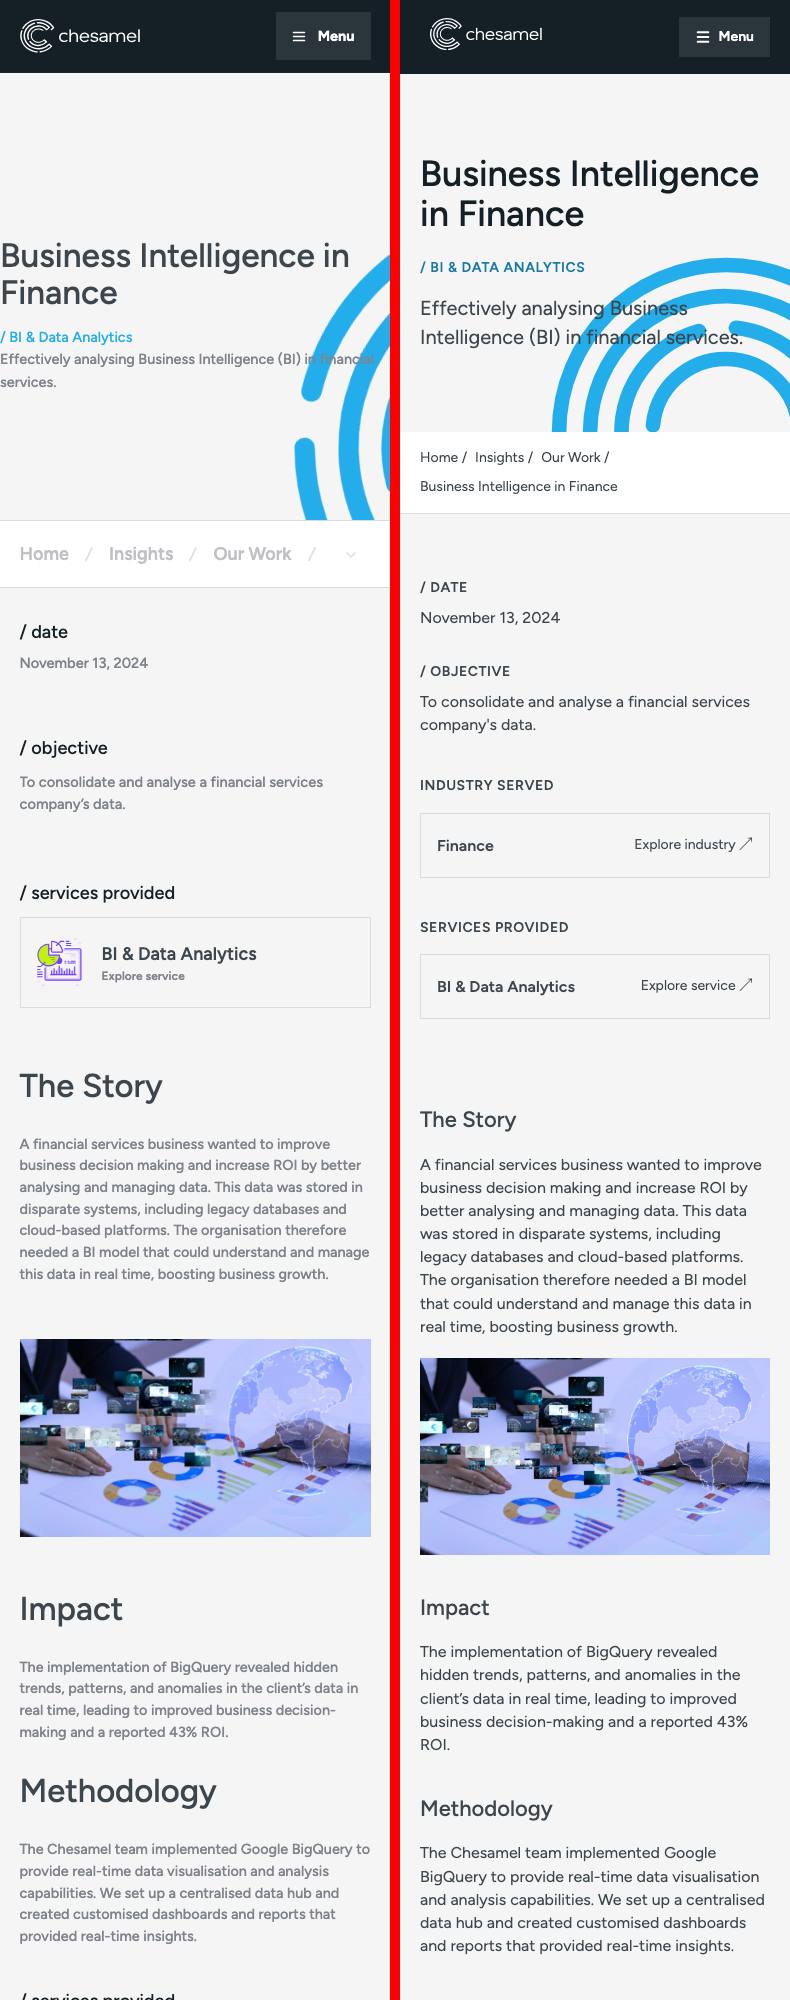 chesamel
Menu
Business Intelligence in
Finance
/ BI & Data Analytics
Effectively analysing Business Intelligence (BI) in financial
services.
Home / Insights / Our Work /
/ date
November 13, 2024
/ objective
To consolidate and analyse a financial services
company’s data.
/ services provided
BI & Data Analytics
Explore service
The Story
A financial services business wanted to improve
business decision making and increase ROI by better
analysing and managing data. This data was stored in
disparate systems, including legacy databases and
cloud-based platforms. The organisation therefore
needed a BI model that could understand and manage
this data in real time, boosting business growth.
Impact
The implementation of BigQuery revealed hidden
trends, patterns, and anomalies in the client’s data in
real time, leading to improved business decision-
making and a reported 43% ROI.
Methodology
The Chesamel team implemented Google BigQuery to
provide real-time data visualisation and analysis
capabilities. We set up a centralised data hub and
created customised dashboards and reports that
provided real-time insights.
/ services provided
chesamel
Menu
Business Intelligence
in Finance
/ BI & DATA ANALYTICS
Effectively analysing Business
Intelligence (BI) in financial services.
Home / Insights / Our Work /
Business Intelligence in Finance
/ DATE
November 13, 2024
/ OBJECTIVE
To consolidate and analyse a financial services
company's data.
INDUSTRY SERVED
Finance Explore industry ↗
SERVICES PROVIDED
BI & Data Analytics Explore service ↗
The Story
A financial services business wanted to improve
business decision making and increase ROI by
better analysing and managing data. This data
was stored in disparate systems, including
legacy databases and cloud-based platforms.
The organisation therefore needed a BI model
that could understand and manage this data in
real time, boosting business growth.
Impact
The implementation of BigQuery revealed
hidden trends, patterns, and anomalies in the
client’s data in real time, leading to improved
business decision-making and a reported 43%
ROI.
Methodology
The Chesamel team implemented Google
BigQuery to provide real-time data visualisation
and analysis capabilities. We set up a centralised
data hub and created customised dashboards
and reports that provided real-time insights.